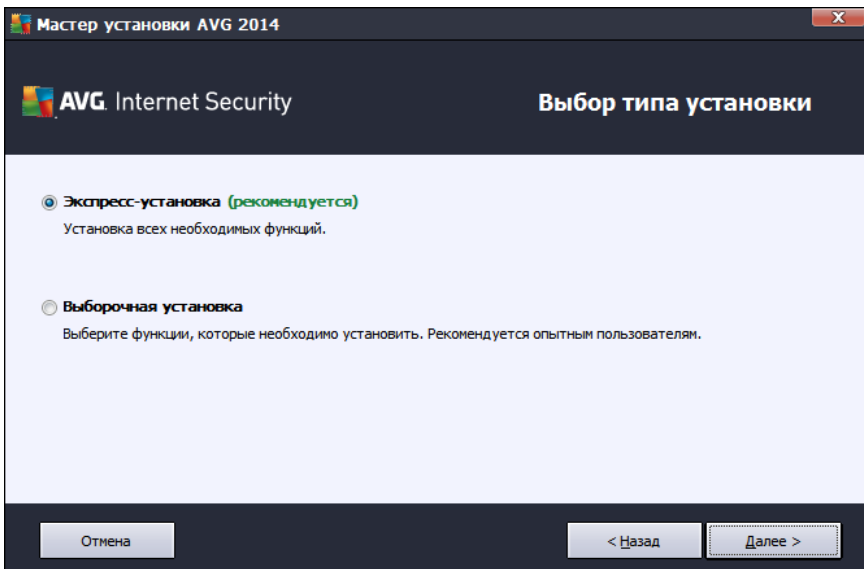 Мастер установки AVG 2014
AVG. Internet Security
Выбор типа установки
Экспресс-установка (рекомендуется)
Установка всех необходимых функций.
Выборочная установка
Выберите функции, которые необходимо установить. Рекомендуется опытным пользователям.
Отмена
< Назад
Далее >